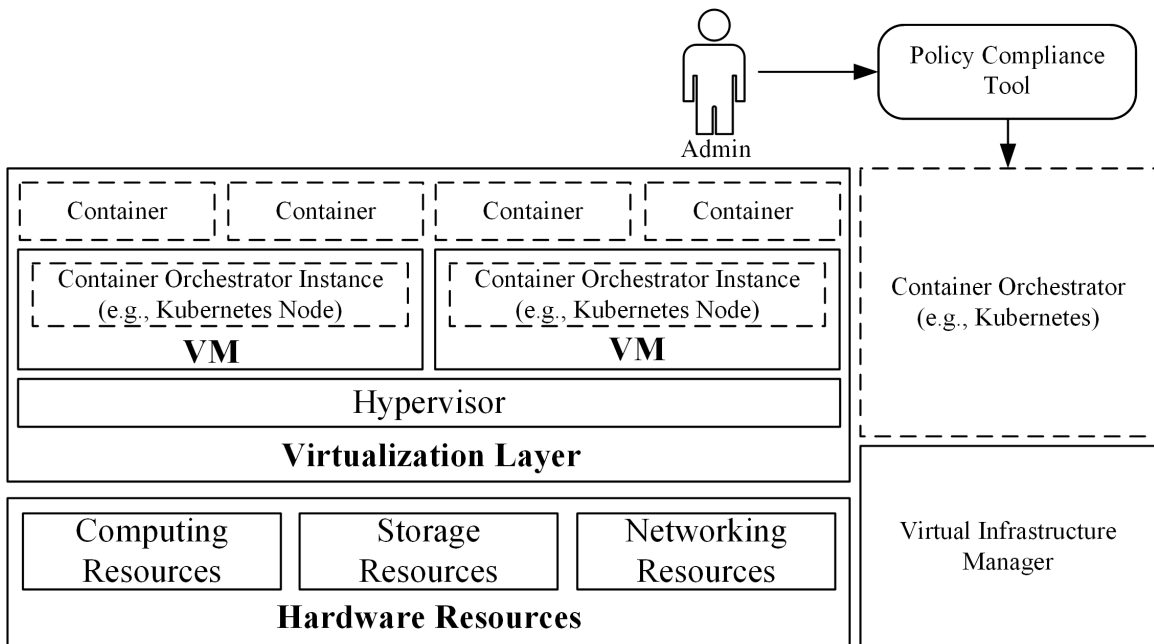 Policy Compliance
Tool
Admin
Container
Container
Container
Container
Container Orchestrator Instance
(e.g., Kubernetes Node)
VM
Container Orchestrator Instance
(e.g., Kubernetes Node)
VM
Hypervisor
Virtualization Layer
Container Orchestrator
(e.g., Kubernetes)
Computing
Resources
Storage
Resources
Networking
Resources
Hardware Resources
Virtual Infrastructure
Manager